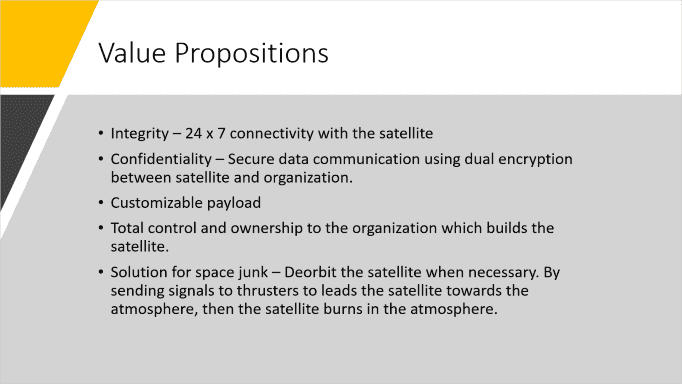 Value Propositions
• Integrity – 24 x 7 connectivity with the satellite
• Confidentiality – Secure data communication using dual encryption
between satellite and organization.
• Customizable payload
• Total control and ownership to the organization which builds the
satellite.
• Solution for space junk – Deorbit the satellite when necessary. By
sending signals to thrusters to leads the satellite towards the
atmosphere, then the satellite burns in the atmosphere.